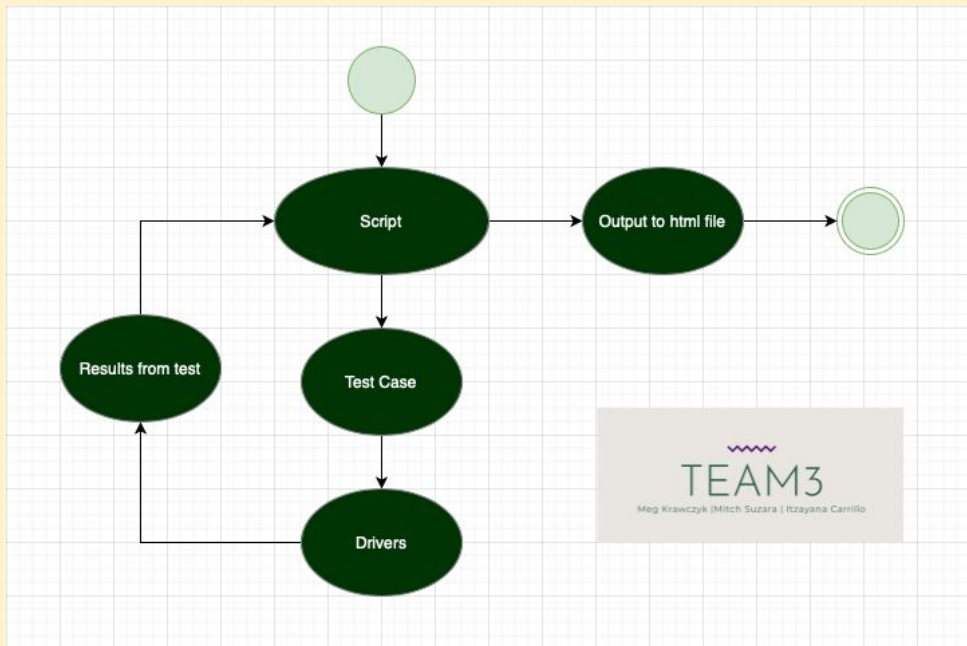 Script
Output to html file
Results from test
Test Case
Drivers
TEAM3
Meg Krawczyk |Mitch Suzara | Itzayana Carrillo